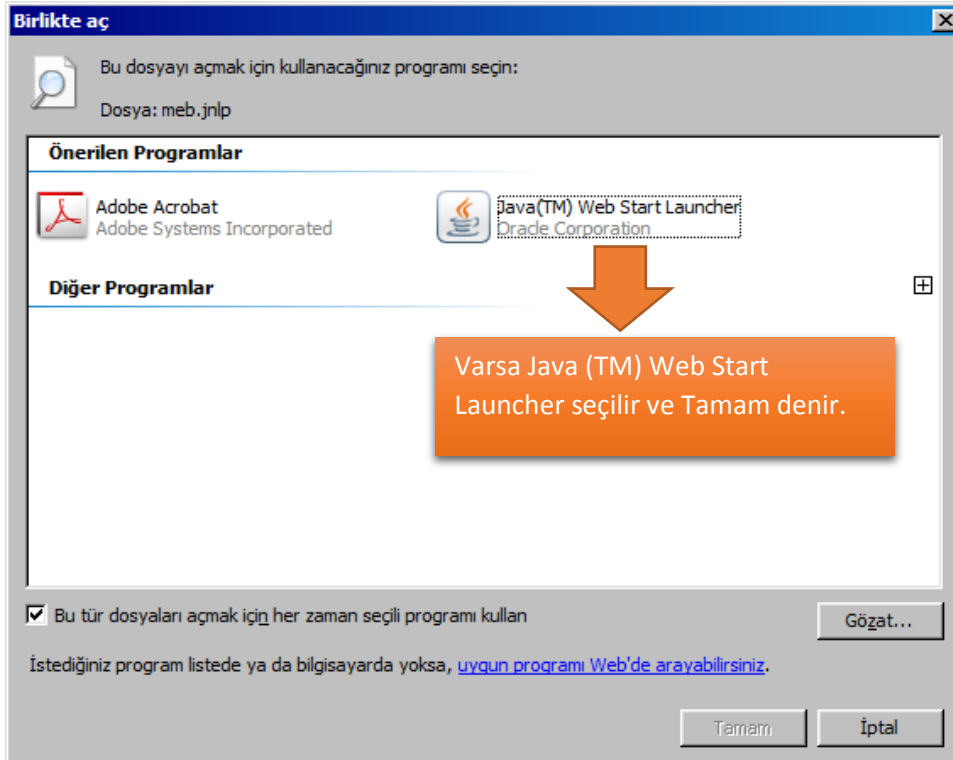 Birlikte aç
Bu dosyayı açmak için kullanacağınız programı seçin:
Dosya: meb.jnlp
Önerilen Programlar
Adobe Acrobat
Adobe Systems Incorporated
Java(TM) Web Start Launcher
Oracle Corporation
Diğer Programlar
Varsa Java (TM) Web Start
Launcher seçilir ve Tamam denir.
Bu tür dosyaları açmak için her zaman seçili programı kullan
Gözat...
İstediğiniz program listede ya da bilgisayarda yoksa, uygun programı Web'de arayabilirsiniz.
Tamam
İptal